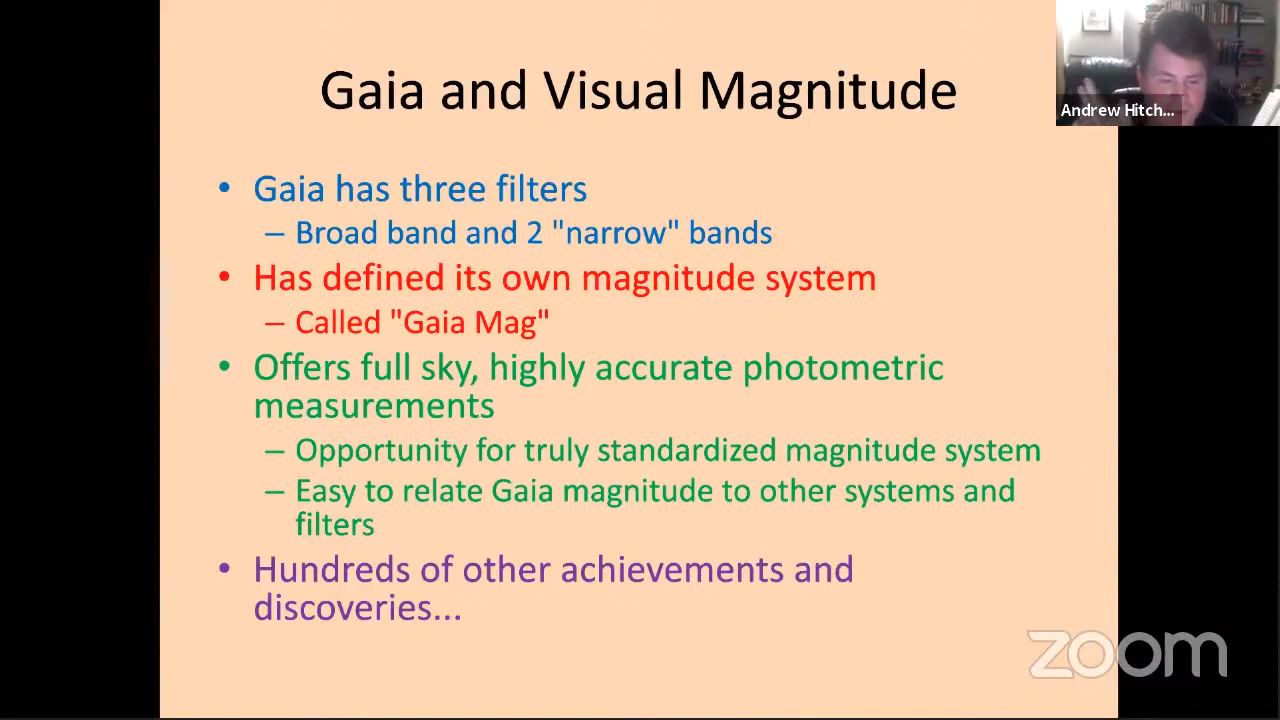 Gaia and Visual Magnitude
Andrew Hitch...
• Gaia has three filters
– Broad band and 2 "narrow" bands
• Has defined its own magnitude system
– Called "Gaia Mag"
• Offers full sky, highly accurate photometric
measurements
– Opportunity for truly standardized magnitude system
– Easy to relate Gaia magnitude to other systems and
filters
• Hundreds of other achievements and
discoveries...
zoom